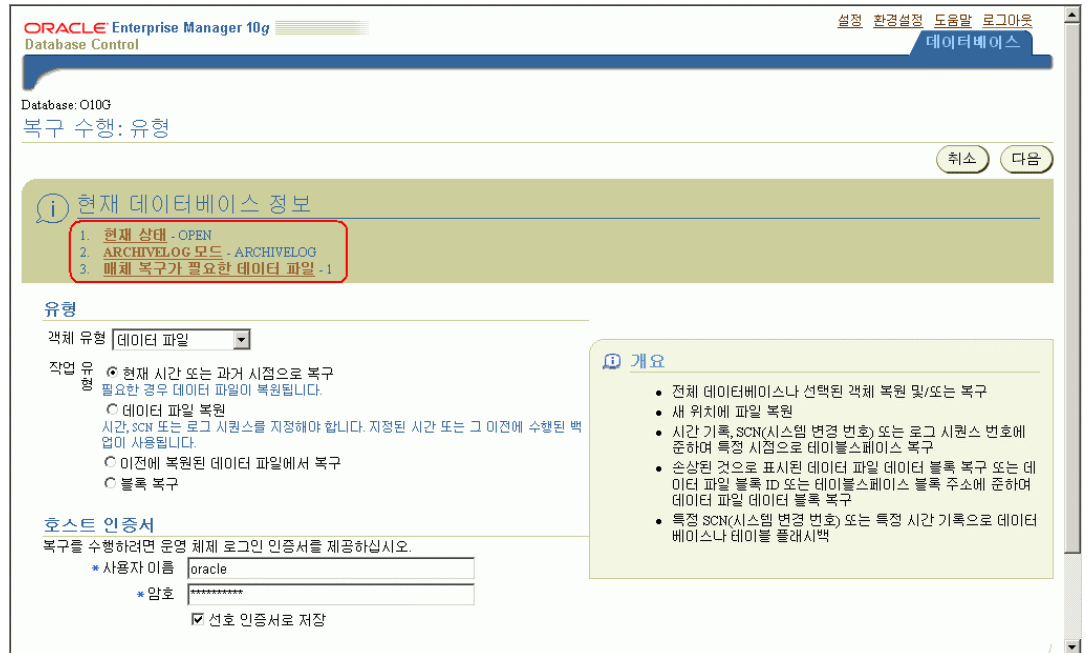 ORACLE Enterprise Manager 10g
Database Control
설정 환경설정 도움말 로그아웃
데이터베이스
Database: O10G
복구 수행: 유형
취소 다음
현재 데이터베이스 정보
1. 현재 상태 - OPEN
2. ARCHIVELOG 모드 - ARCHIVELOG
3. 매체 복구가 필요한 데이터 파일 - 1
유형
객체 유형 데이터 파일
작업 유형
현재 시간 또는 과거 시점으로 복구
필요한 경우 데이터 파일이 복원됩니다.
데이터 파일 복원
시간, SCN 또는 로그 시퀀스를 지정해야 합니다. 지정된 시간 또는 그 이전에 수행된 백
업이 사용됩니다.
이전에 복원된 데이터 파일에서 복구
블록 복구
호스트 인증서
복구를 수행하려면 운영 체제 로그인 인증서를 제공하십시오.
* 사용자 이름 oracle
* 암호 **********
선호 인증서로 저장
개요
• 전체 데이터베이스나 선택된 객체 복원 및/또는 복구
• 새 위치에 파일 복원
• 시간 기록, SCN(시스템 변경 번호) 또는 로그 시퀀스 번호에
준하여 특정 시점으로 테이블스페이스 복구
• 손상된 것으로 표시된 데이터 파일 데이터 블록 복구 또는 데
이터 파일 블록 ID 또는 테이블스페이스 블록 주소에 준하여
데이터 파일 데이터 블록 복구
• 특정 SCN(시스템 변경 번호) 또는 특정 시간 기록으로 데이터
베이스나 테이블 플래시백